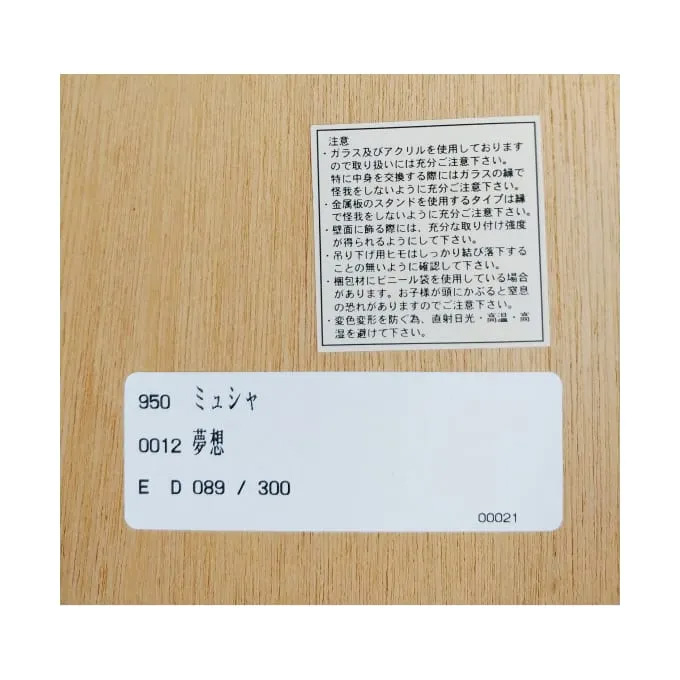 注意
・ガラス及びアクリルを使用しております
ので取り扱いには充分ご注意下さい。
特に中身を交換する際にはガラスの縁で
怪我をしないように充分ご注意下さい。
・金属板のスタンドを使用するタイプは縁
で怪我をしないように充分ご注意下さい。
・壁面に飾る際には、充分な取り付け強度
が得られるようにして下さい。
・吊り下げ用ヒモはしっかり結び落下する
ことの無いように確認して下さい。
・梱包材にビニール袋を使用している場合
があります。お子様が頭にかぶると窒息
の恐れがありますのでご注意下さい。
・変色変形を防ぐ為、直射日光・高温・高
湿を避けて下さい。
950 ミュシャ
0012 夢想
E D 089 / 300
00021